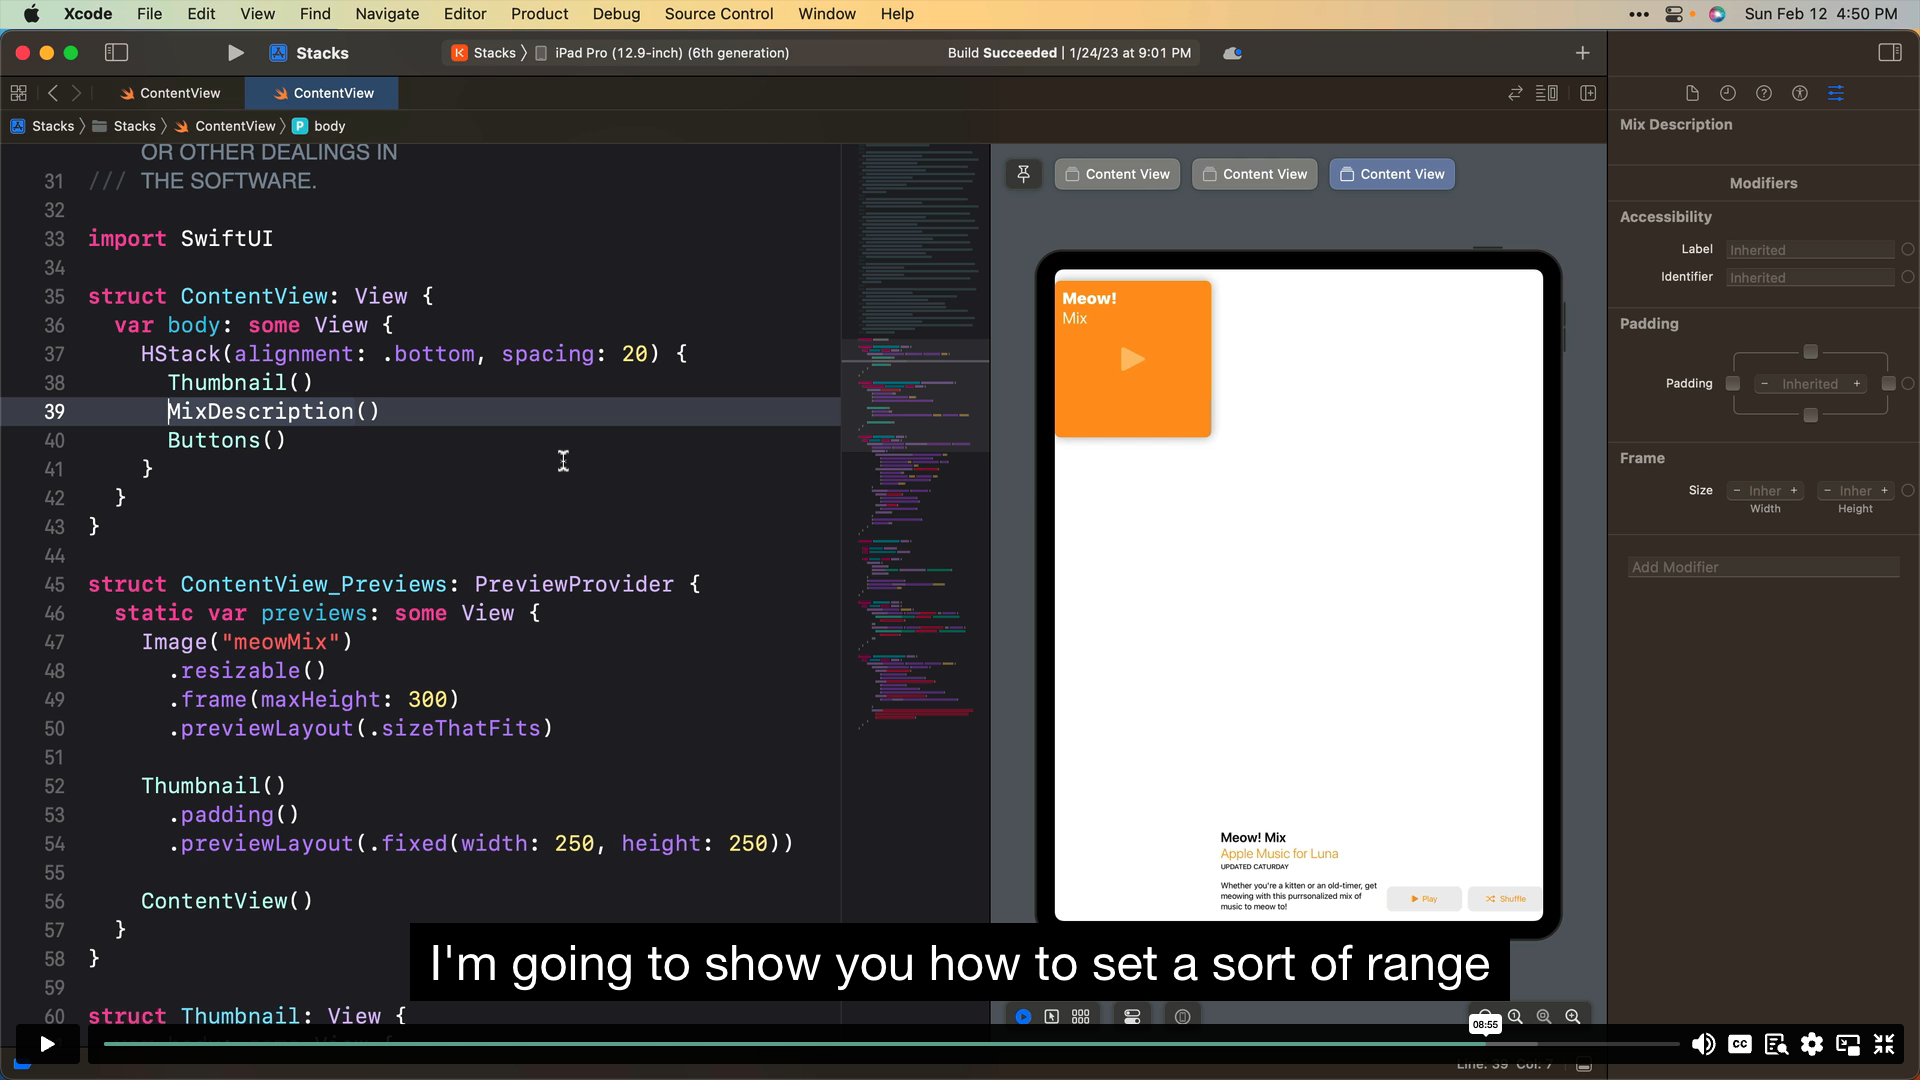 Xcode File Edit View Find Navigate Editor Product Debug Source Control Window Help Sun Feb 12 4:50 PM
Stacks Stacks iPad Pro (12.9-inch) (6th generation) Build Succeeded | 1/24/23 at 9:01 PM
ContentView ContentView
Stacks Stacks ContentView P body
OR OTHER DEALINGS IN
31 /// THE SOFTWARE.
32
33 import SwiftUI
34
35 struct ContentView: View {
36 var body: some View {
37 HStack(alignment: .bottom, spacing: 20) {
38 Thumbnail()
39 MixDescription()
40 Buttons()
41 }
42 }
43 }
44
45 struct ContentView_Previews: PreviewProvider {
46 static var previews: some View {
47 Image("meowMix")
48 .resizable()
49 .frame(maxHeight: 300)
50 .previewLayout(.sizeThatFits)
51
52 Thumbnail()
53 .padding()
54 .previewLayout(.fixed(width: 250, height: 250))
55
56 ContentView()
57 }
58 }
59
60 struct Thumbnail: View {
Content View Content View Content View
Meow!
Mix
Meow! Mix
Apple Music for Luna
UPDATED CATURDAY
Whether you're a kitten or an old-timer, get
meowing with this purrsonalized mix of
music to meow to!
Play Shuffle
Mix Description
Modifiers
Accessibility
Label Inherited
Identifier Inherited
Padding
Padding − Inherited +
Frame
Size − Inher + − Inher +
Width Height
Add Modifier
I'm going to show you how to set a sort of range
08:55
CC
Line: 39 Col: 7